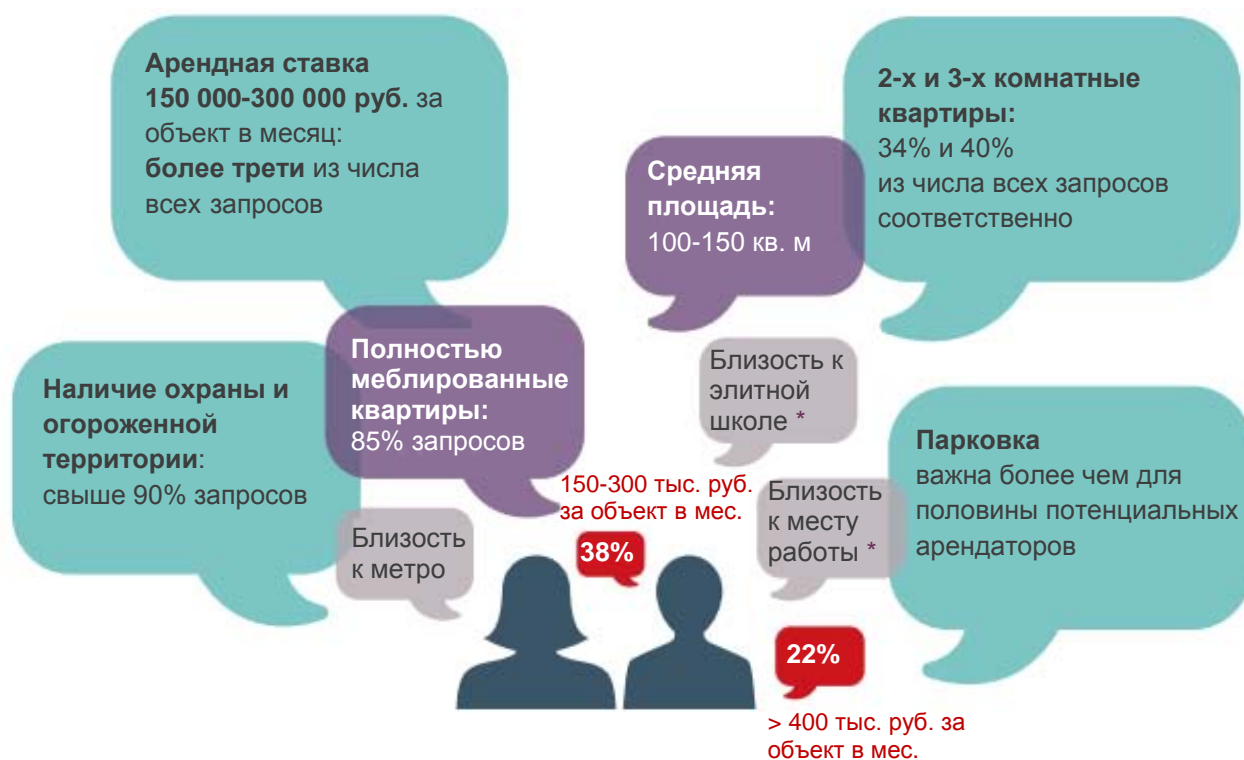 Арендная ставка
150 000-300 000 руб. за
объект в месяц:
более трети из числа
всех запросов
2-х и 3-х комнатные
квартиры:
34% и 40%
из числа всех запросов
соответственно
Средняя
площадь:
100-150 кв. м
Полностью
меблированные
квартиры:
85% запросов
Близость к
элитной
школе *
Наличие охраны и
огороженной
территории:
свыше 90% запросов
Парковка
важна более чем для
половины потенциальных
арендаторов
150-300 тыс. руб.
за объект в мес.
38%
Близость
к месту
работы *
Близость
к метро
22%
> 400 тыс. руб. за
объект в мес.